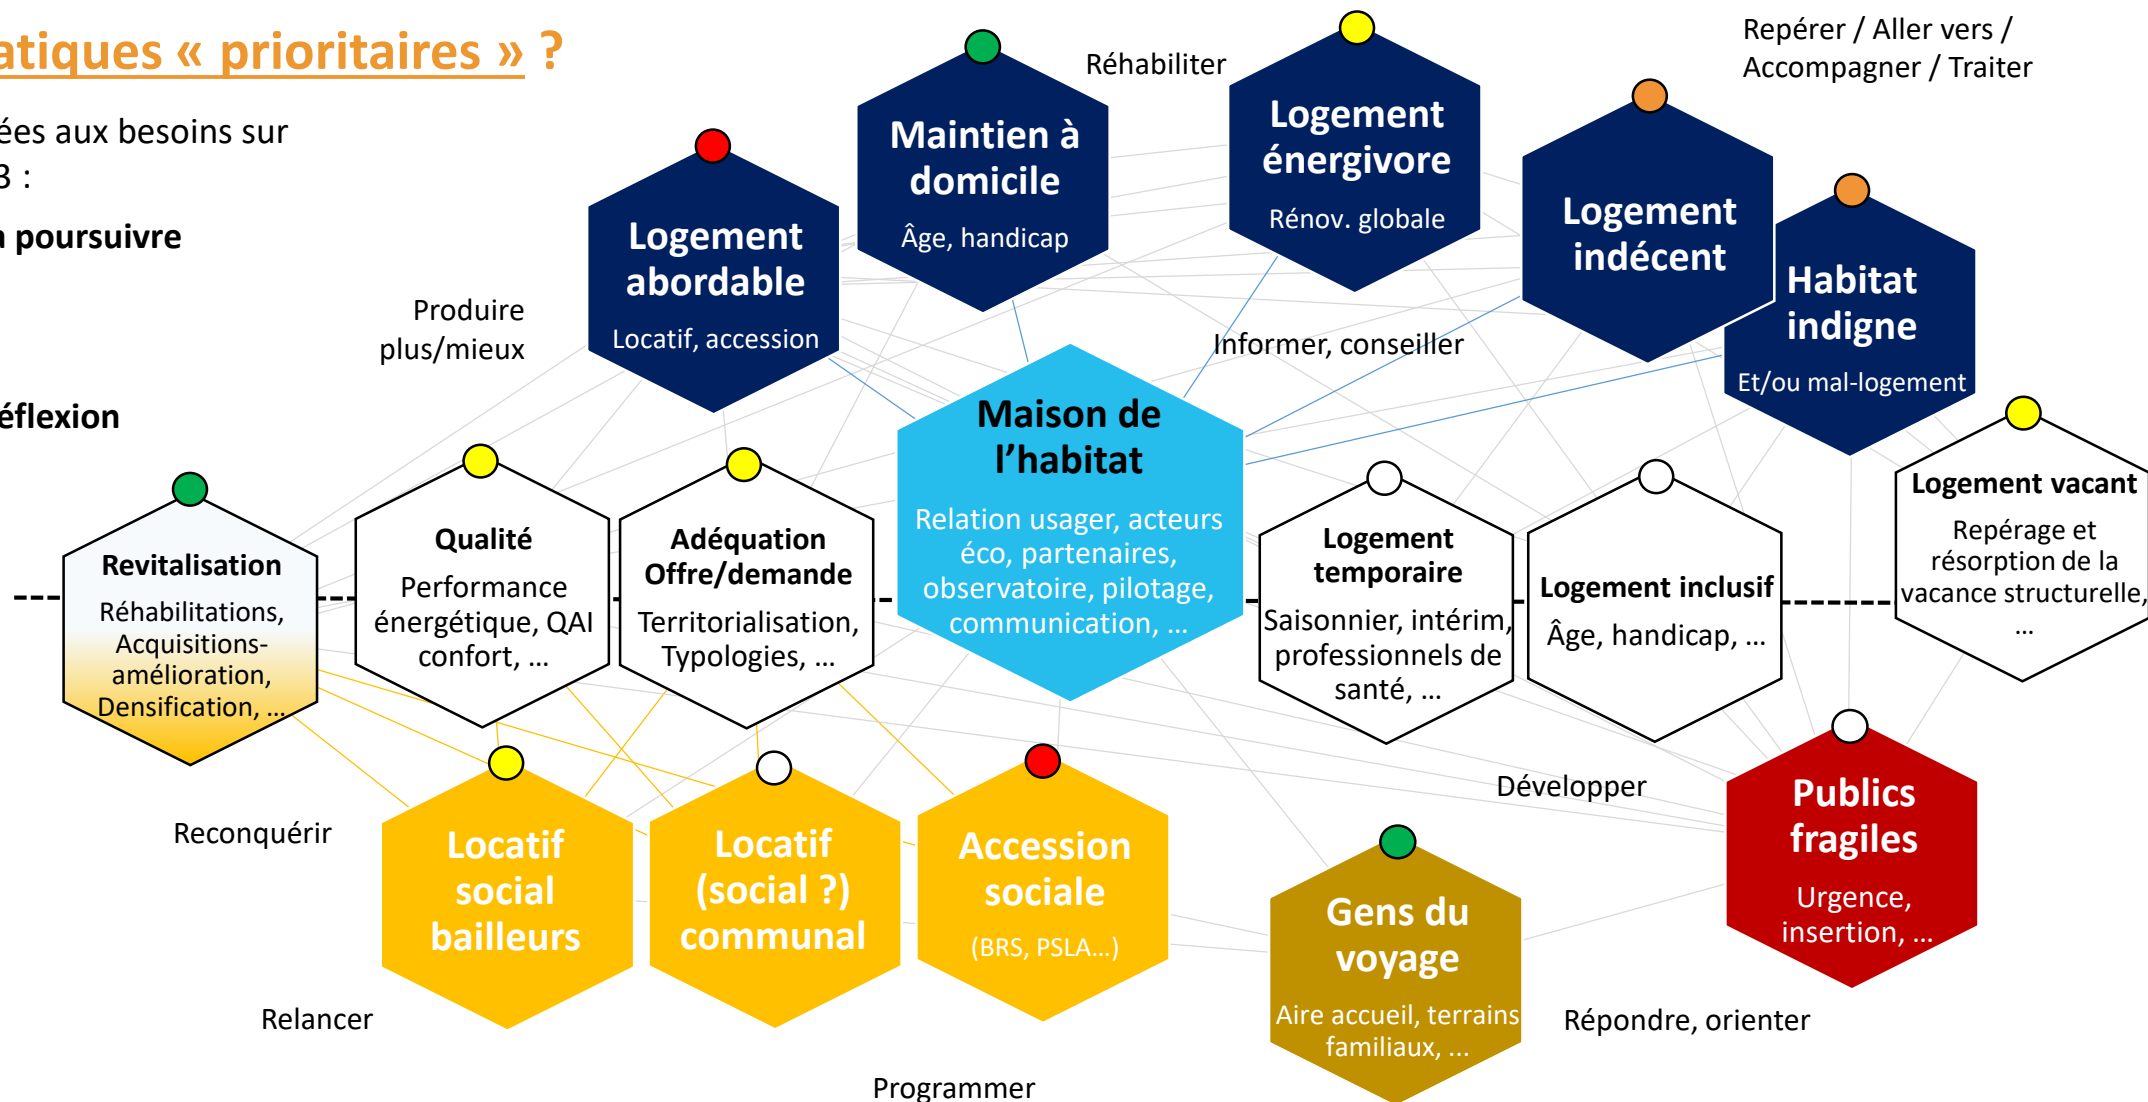 atiques « prioritaires » ?
ées aux besoins sur
3 :
à poursuivre
éflexion
Repérer / Aller vers /
Accompagner / Traiter
Réhabiliter
Maintien à
domicile
Âge, handicap
Logement
énergivore
Rénov. globale
Logement
indécent
Habitat
indigne
Et/ou mal-logement
Logement
abordable
Locatif, accession
Produire
plus/mieux
Informer, conseiller
Maison de
l’habitat
Relation usager, acteurs
éco, partenaires,
observatoire, pilotage,
communication, …
Revitalisation
Réhabilitations,
Acquisitions-
amélioration,
Densification, …
Qualité
Performance
énergétique, QAI
confort, …
Adéquation
Offre/demande
Territorialisation,
Typologies, …
Logement
temporaire
Saisonnier, intérim,
professionnels de
santé, …
Logement inclusif
Âge, handicap, …
Logement vacant
Repérage et
résorption de la
vacance structurelle,
…
Reconquérir
Locatif
social
bailleurs
Locatif
(social ?)
communal
Accession
sociale
(BRS, PSLA…)
Développer
Publics
fragiles
Urgence,
insertion, …
Gens du
voyage
Aire accueil, terrains
familiaux, ...
Relancer
Répondre, orienter
Programmer